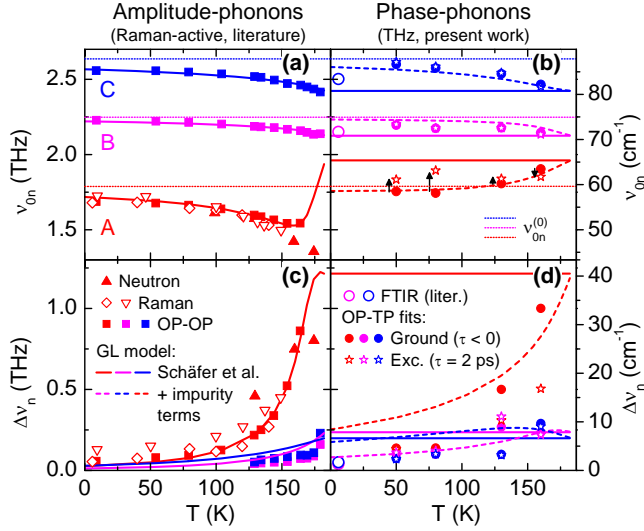 Amplitude-phonons
(Raman-active, literature)
Phase-phonons
(THz, present work)
(a)
(b)
2.5
2.0
1.5
ν0n (THz)
C
B
A
80
70
60
50
ν0n (cm⁻¹)
ν0n(0)
(c)
(d)
1.0
0.5
0.0
Δνn (THz)
Neutron
Raman
OP-OP
GL model:
Schäfer et al.
+ impurity
terms
FTIR (liter.)
OP-TP fits:
Ground (τ < 0)
Exc. (τ = 2 ps)
40
30
20
10
0
Δνn (cm⁻¹)
0 50 100 150
0 50 100 150
T (K)
T (K)